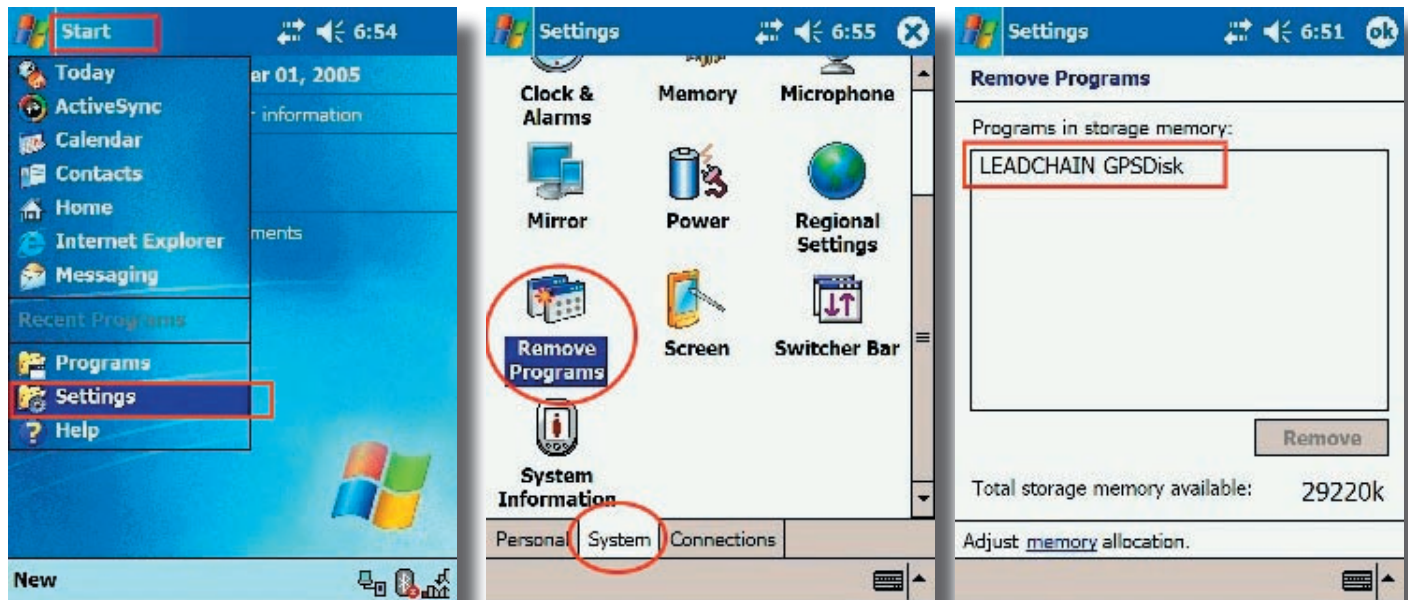 Start 6:54
Today
er 01, 2005
ActiveSync
information
Calendar
Contacts
Home
Internet Explorer
ments
Messaging
Recent Programs
Programs
Settings
Help
New
Settings 6:55
Clock &
Alarms
Memory
Microphone
Mirror
Power
Regional
Settings
Remove
Programs
Screen
Switcher Bar
System
Information
Personal System Connections
Settings 6:51 ok
Remove Programs
Programs in storage memory:
LEADCHAIN GPSDisk
Remove
Total storage memory available: 29220k
Adjust memory allocation.